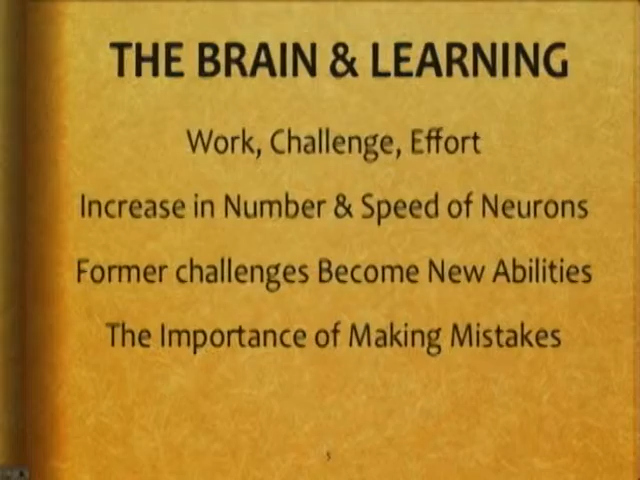 THE BRAIN & LEARNING
Work, Challenge, Effort
Increase in Number & Speed of Neurons
Former challenges Become New Abilities
The Importance of Making Mistakes
5